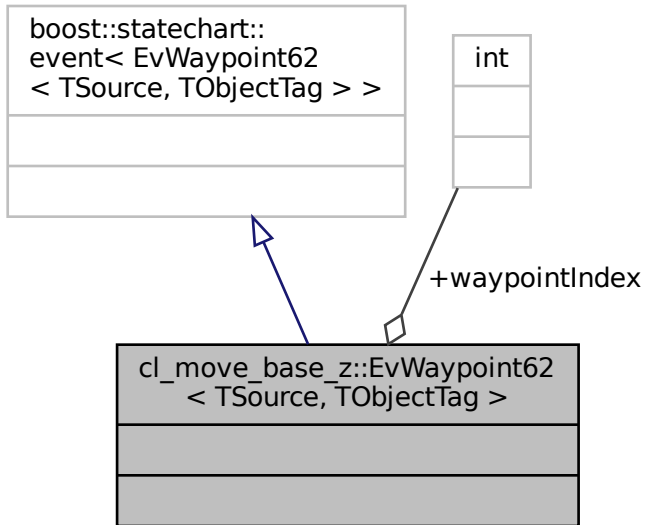 boost::statechart::
event< EvWaypoint62
< TSource, TObjectTag > >
int
+waypointIndex
cl_move_base_z::EvWaypoint62
< TSource, TObjectTag >